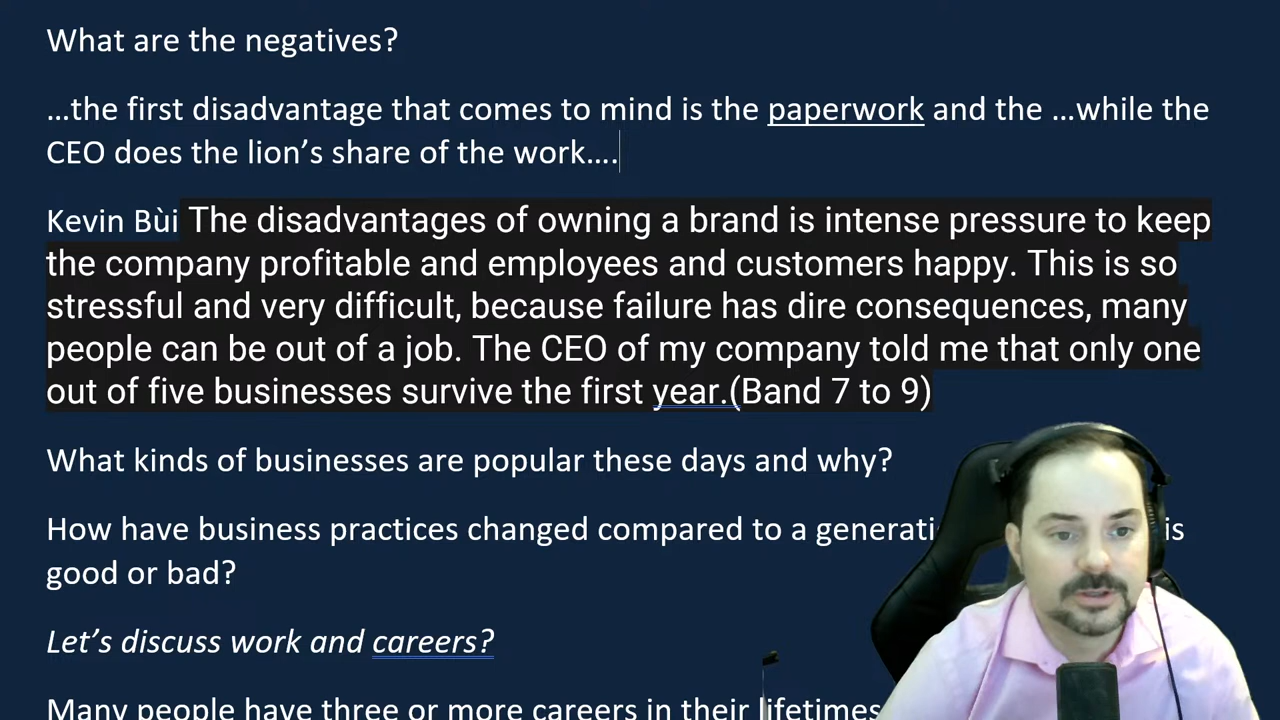 What are the negatives?
…the first disadvantage that comes to mind is the paperwork and the …while the
CEO does the lion’s share of the work….
Kevin Bùi The disadvantages of owning a brand is intense pressure to keep
the company profitable and employees and customers happy. This is so
stressful and very difficult, because failure has dire consequences, many
people can be out of a job. The CEO of my company told me that only one
out of five businesses survive the first year.(Band 7 to 9)
What kinds of businesses are popular these days and why?
How have business practices changed compared to a is
good or bad?
Let’s discuss work and careers?
Many people have three or more careers in their lifetimes